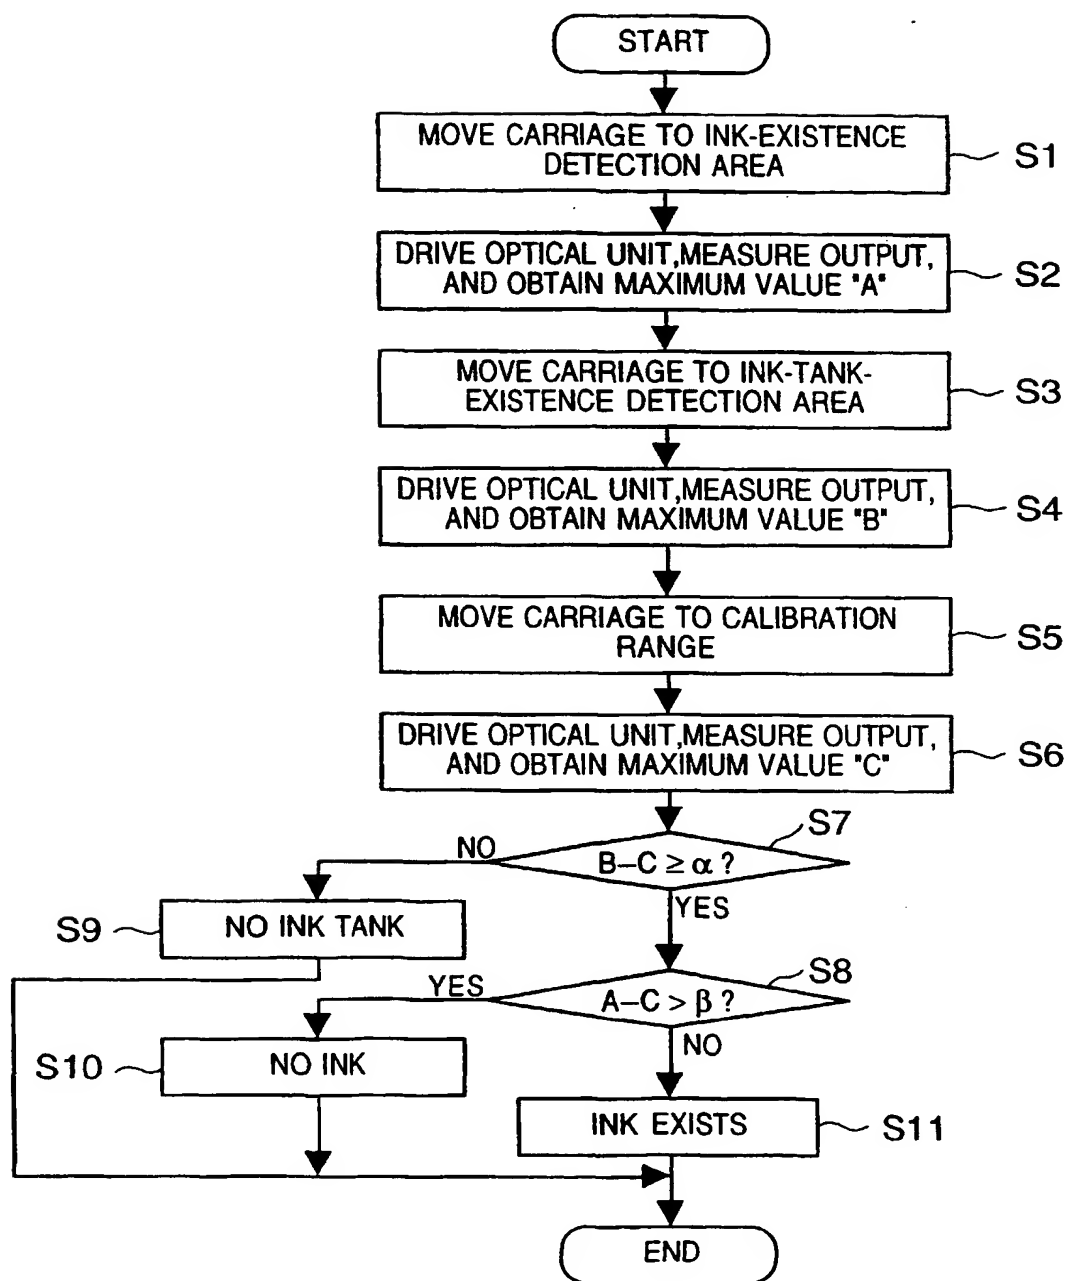 START
MOVE CARRIAGE TO INK-EXISTENCE
DETECTION AREA
S1
DRIVE OPTICAL UNIT,MEASURE OUTPUT,
AND OBTAIN MAXIMUM VALUE "A"
S2
MOVE CARRIAGE TO INK-TANK-
EXISTENCE DETECTION AREA
S3
DRIVE OPTICAL UNIT,MEASURE OUTPUT,
AND OBTAIN MAXIMUM VALUE "B"
S4
MOVE CARRIAGE TO CALIBRATION
RANGE
S5
DRIVE OPTICAL UNIT,MEASURE OUTPUT,
AND OBTAIN MAXIMUM VALUE "C"
S6
S7
NO
B–C ≥ α ?
YES
S9
NO INK TANK
S8
YES
A–C > β ?
NO
S10
NO INK
INK EXISTS
S11
END